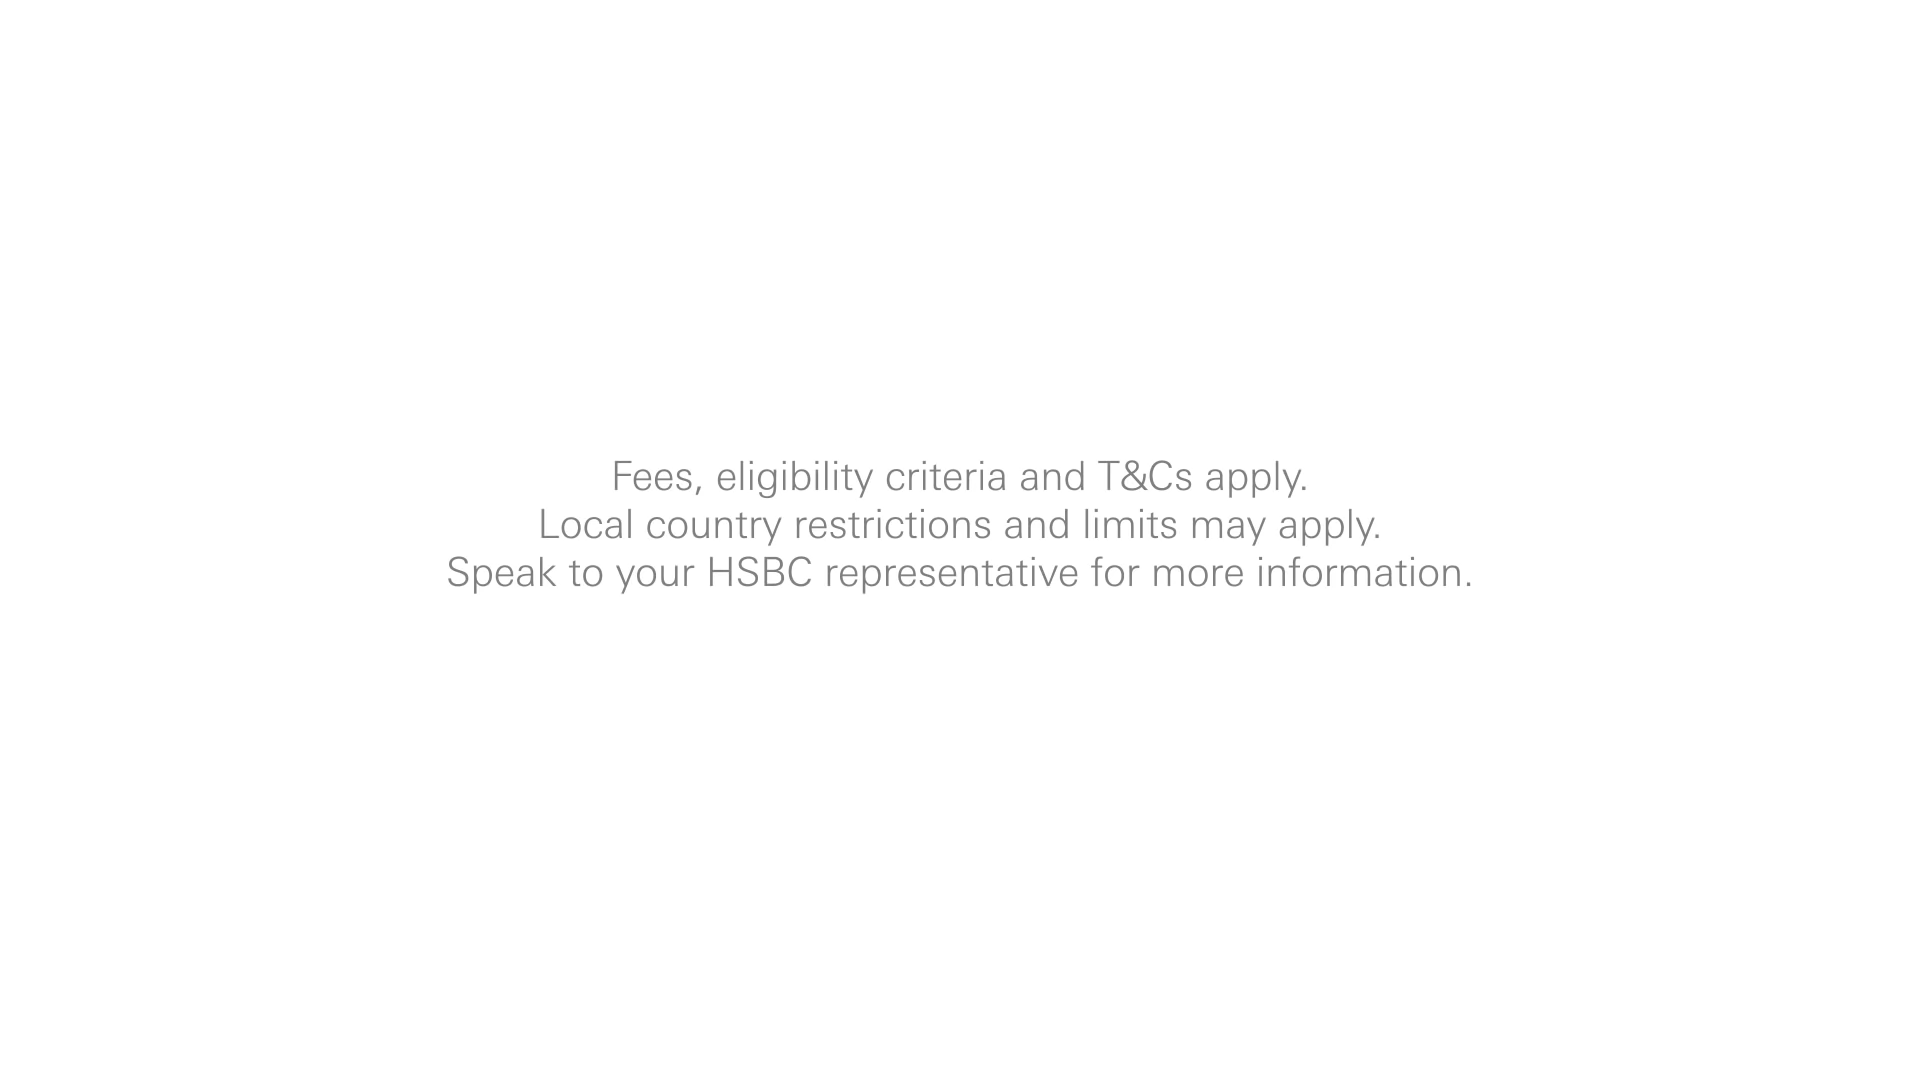 Fees, eligibility criteria and T&Cs apply.
Local country restrictions and limits may apply.
Speak to your HSBC representative for more information.